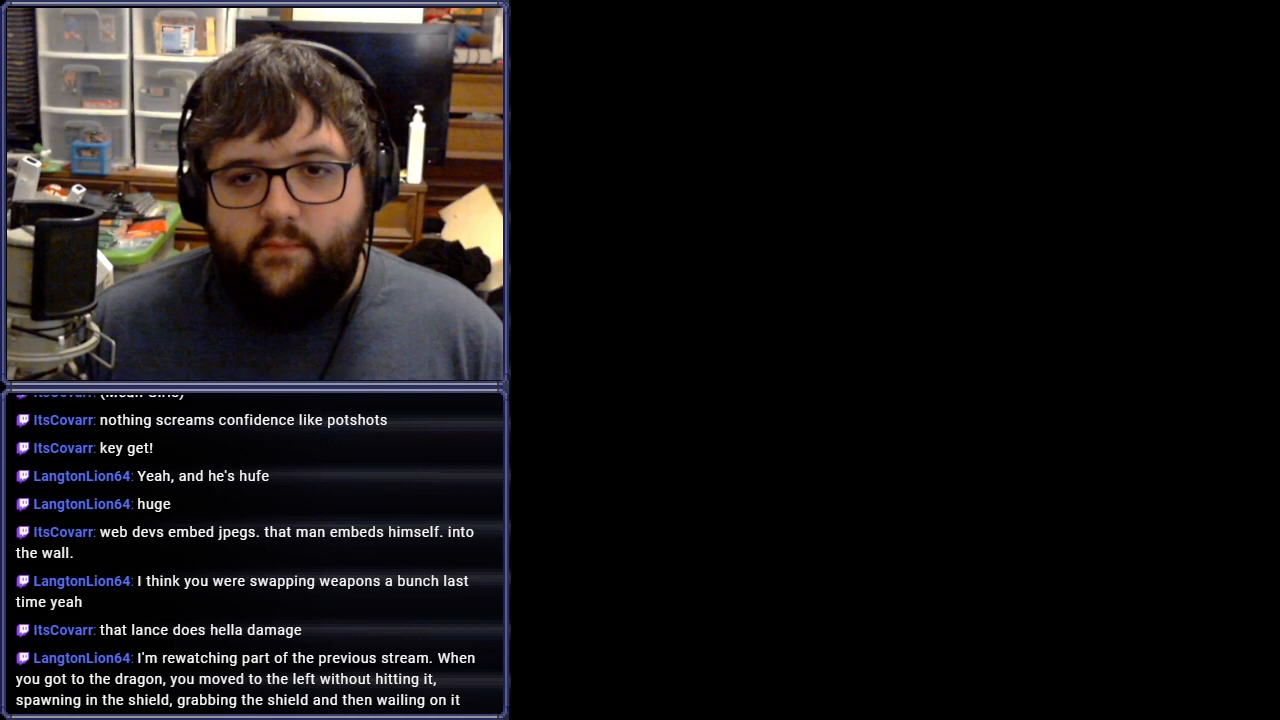 ItsCovarr: (Mean Girls)
ItsCovarr: nothing screams confidence like potshots
ItsCovarr: key get!
LangtonLion64: Yeah, and he's hufe
LangtonLion64: huge
ItsCovarr: web devs embed jpegs. that man embeds himself. into
the wall.
LangtonLion64: I think you were swapping weapons a bunch last
time yeah
ItsCovarr: that lance does hella damage
LangtonLion64: I'm rewatching part of the previous stream. When
you got to the dragon, you moved to the left without hitting it,
spawning in the shield, grabbing the shield and then wailing on it